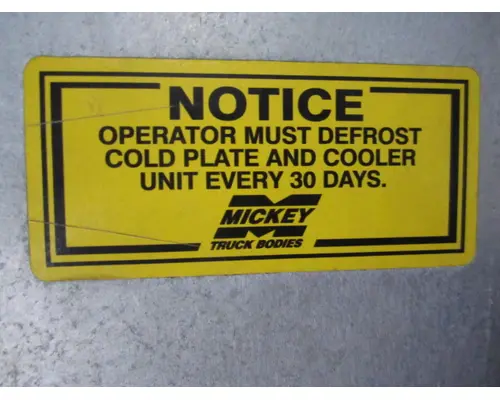 NOTICE
OPERATOR MUST DEFROST
COLD PLATE AND COOLER
UNIT EVERY 30 DAYS.
MICKEY
TRUCK BODIES